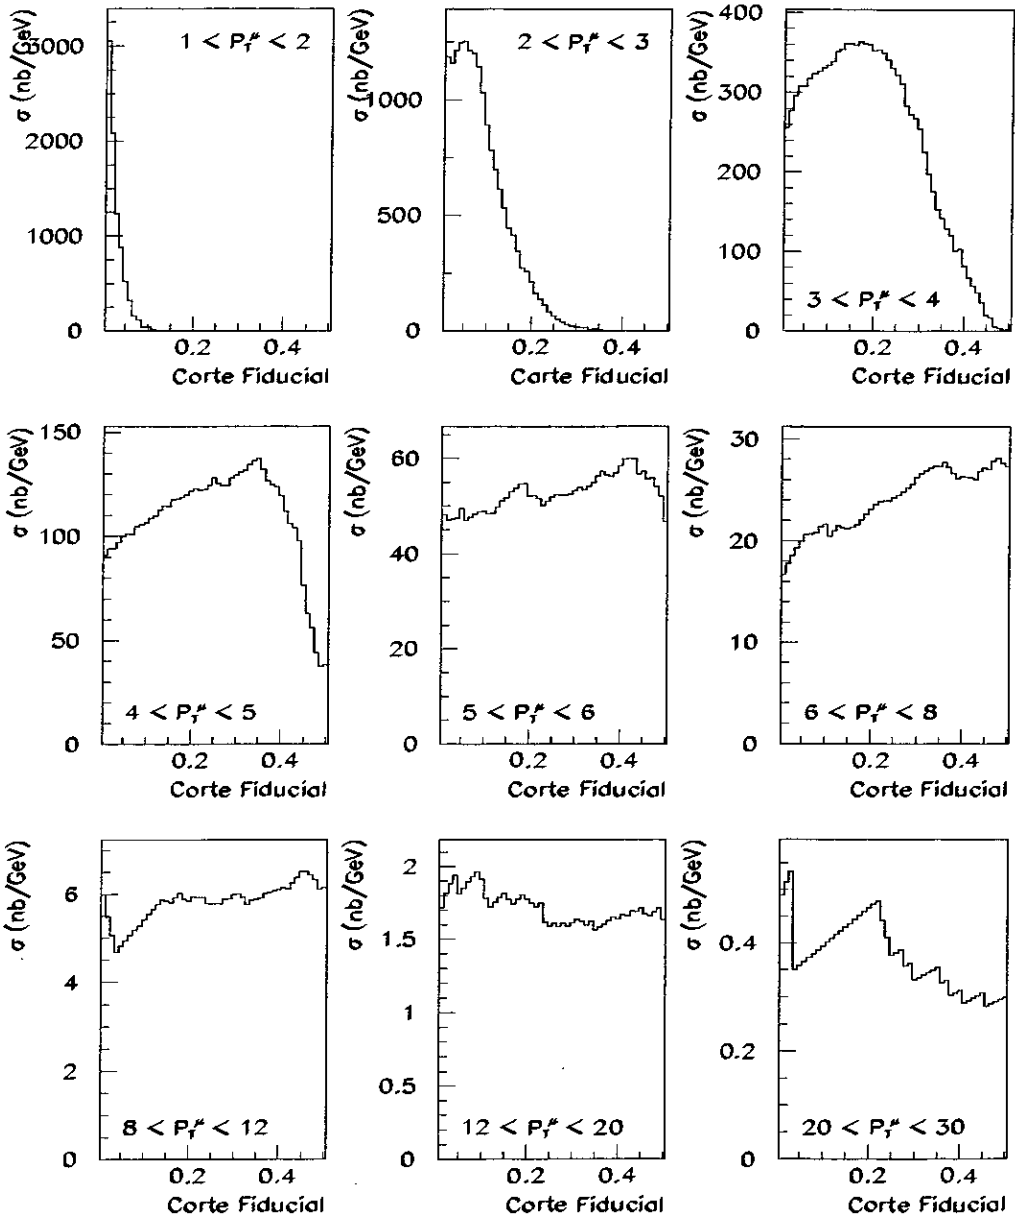 σ (nb/GeV)
3000
2000
1000
0
1 < P_T^μ < 2
0.2 0.4
Corte Fiducial
σ (nb/GeV)
1000
500
0
2 < P_T^μ < 3
0.2 0.4
Corte Fiducial
σ (nb/GeV)
400
300
200
100
0
3 < P_T^μ < 4
0.2 0.4
Corte Fiducial
σ (nb/GeV)
150
100
50
0
4 < P_T^μ < 5
0.2 0.4
Corte Fiducial
σ (nb/GeV)
60
40
20
0
5 < P_T^μ < 6
0.2 0.4
Corte Fiducial
σ (nb/GeV)
30
20
10
0
6 < P_T^μ < 8
0.2 0.4
Corte Fiducial
σ (nb/GeV)
6
4
2
0
8 < P_T^μ < 12
0.2 0.4
Corte Fiducial
σ (nb/GeV)
2
1.5
1
0.5
0
12 < P_T^μ < 20
0.2 0.4
Corte Fiducial
σ (nb/GeV)
0.4
0.2
0
20 < P_T^μ < 30
0.2 0.4
Corte Fiducial